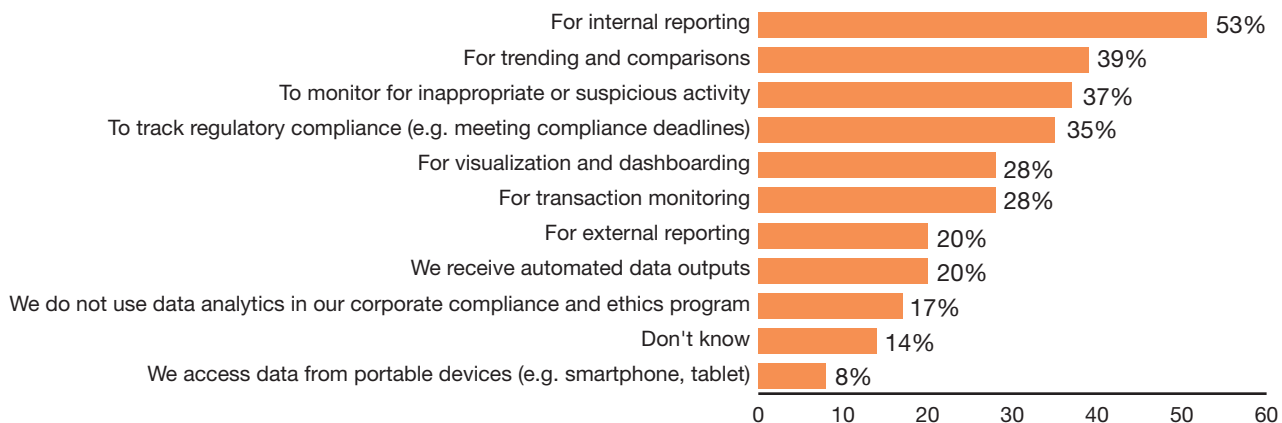 For internal reporting 53%
For trending and comparisons 39%
To monitor for inappropriate or suspicious activity 37%
To track regulatory compliance (e.g. meeting compliance deadlines) 35%
For visualization and dashboarding 28%
For transaction monitoring 28%
For external reporting 20%
We receive automated data outputs 20%
We do not use data analytics in our corporate compliance and ethics program 17%
Don't know 14%
We access data from portable devices (e.g. smartphone, tablet) 8%
0 10 20 30 40 50 60